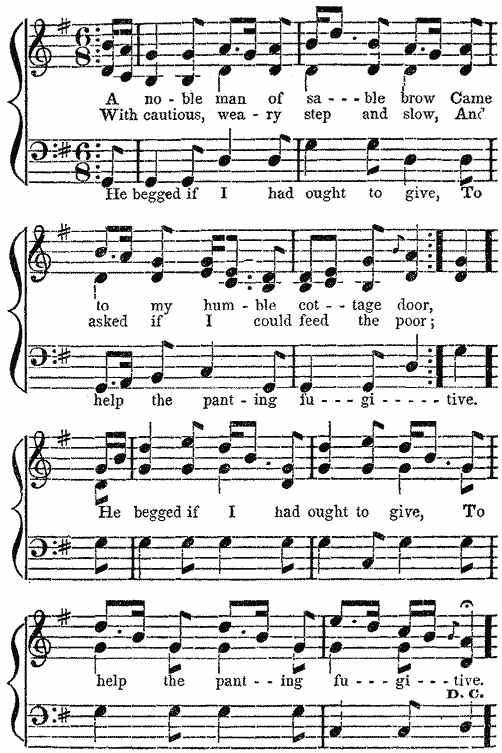 A no - ble man of sa - - - ble brow Came
With cautious, wea - ry step and slow, And
He begged if I had ought to give, To
to my hum - ble cot - - tage door,
asked if I could feed the poor;
help the pant - ing fu - - - gi - - - - - tive.
He begged if I had ought to give, To
help the pant - - ing fu - - - gi - - - tive.
D. C.